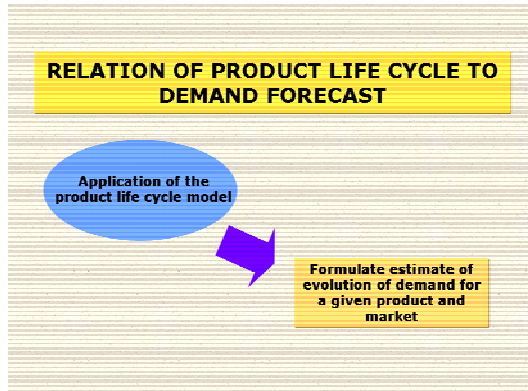 RELATION OF PRODUCT LIFE CYCLE TO
DEMAND FORECAST
Application of the
product life cycle model
Formulate estimate of
evolution of demand for
a given product and
market